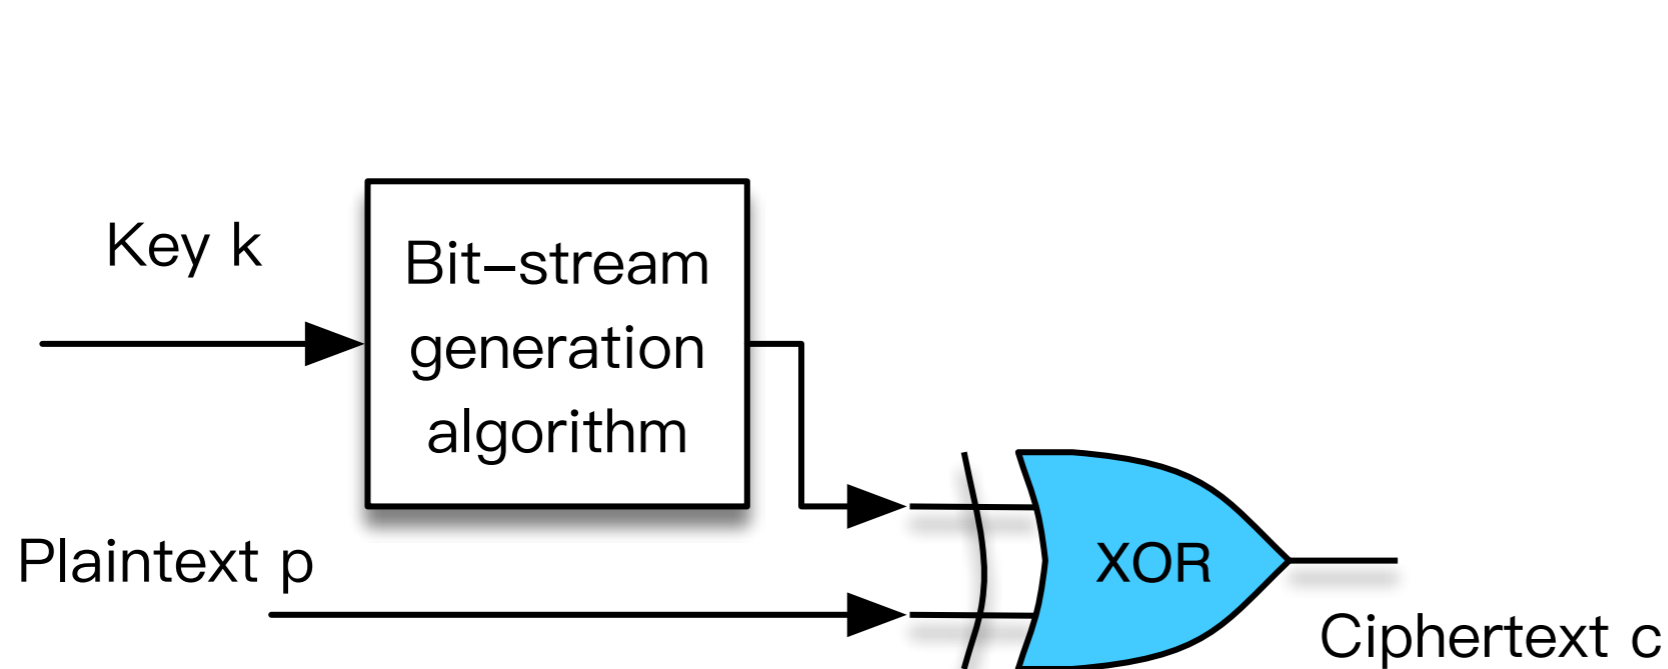 Key k
Bit–stream
generation
algorithm
Plaintext p
XOR
Ciphertext c